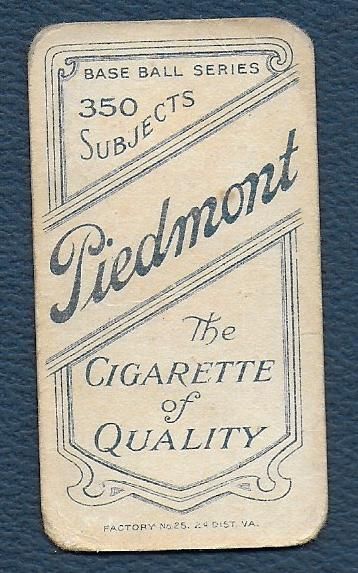 BASE BALL SERIES
350
SUBJECTS
Piedmont
The
CIGARETTE
of
QUALITY
FACTORY No 25. 2d DIST. VA.